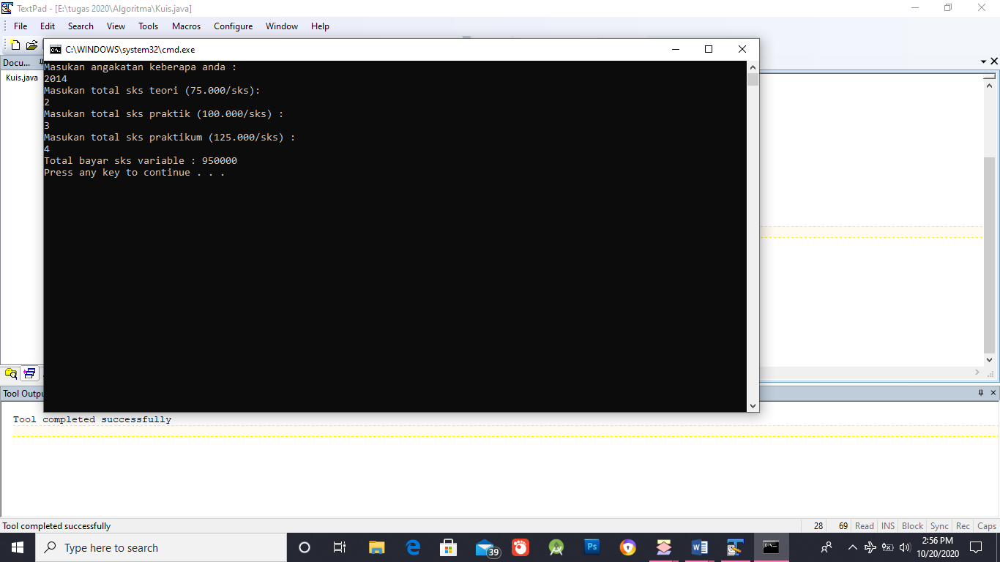 TextPad - [E:\tugas 2020\Algoritma\Kuis.java]
File Edit Search View Tools Macros Configure Window Help
C:\WINDOWS\system32\cmd.exe
Docu...
Kuis.java
Masukan angakatan keberapa anda :
2014
Masukan total sks teori (75.000/sks):
2
Masukan total sks praktik (100.000/sks) :
3
Masukan total sks praktikum (125.000/sks) :
4
Total bayar sks variable : 950000
Press any key to continue . . .
Tool Outpu
Tool completed successfully
Tool completed successfully
28 69 Read INS Block Sync Rec Caps
Type here to search
39
Ps
2:56 PM
10/20/2020